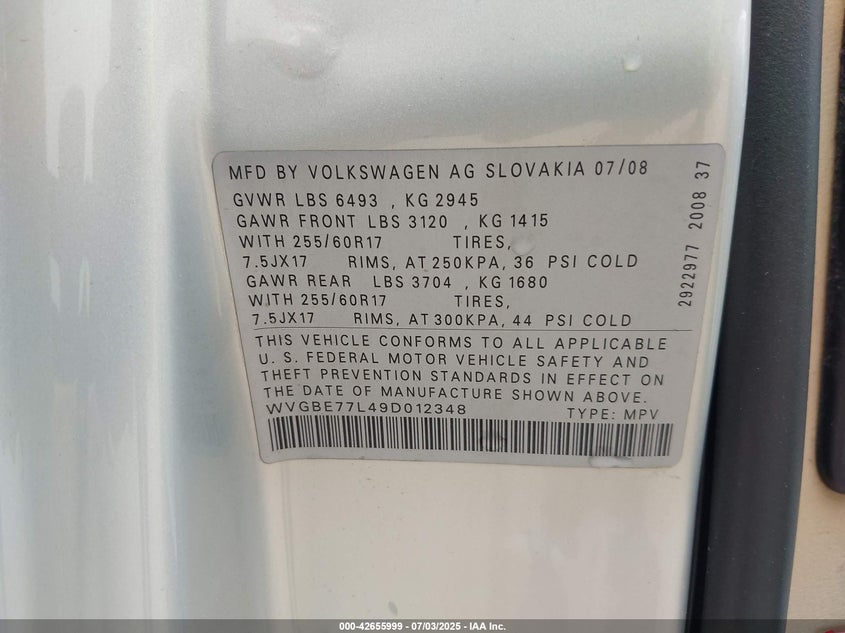 MFD BY VOLKSWAGEN AG SLOVAKIA 07/08
GVWR LBS 6493 , KG 2945
GAWR FRONT LBS 3120 , KG 1415
WITH 255/60R17 TIRES,
7.5JX17 RIMS, AT 250KPA, 36 PSI COLD
GAWR REAR LBS 3704 , KG 1680
WITH 255/60R17 TIRES,
7.5JX17 RIMS, AT 300KPA, 44 PSI COLD
THIS VEHICLE CONFORMS TO ALL APPLICABLE
U. S. FEDERAL MOTOR VEHICLE SAFETY AND
THEFT PREVENTION STANDARDS IN EFFECT ON
THE DATE OF MANUFACTURE SHOWN ABOVE.
WVGBE77L49D012348 TYPE: MPV
2922977 2008 37
000-42655999 - 07/03/2025 - IAA Inc.